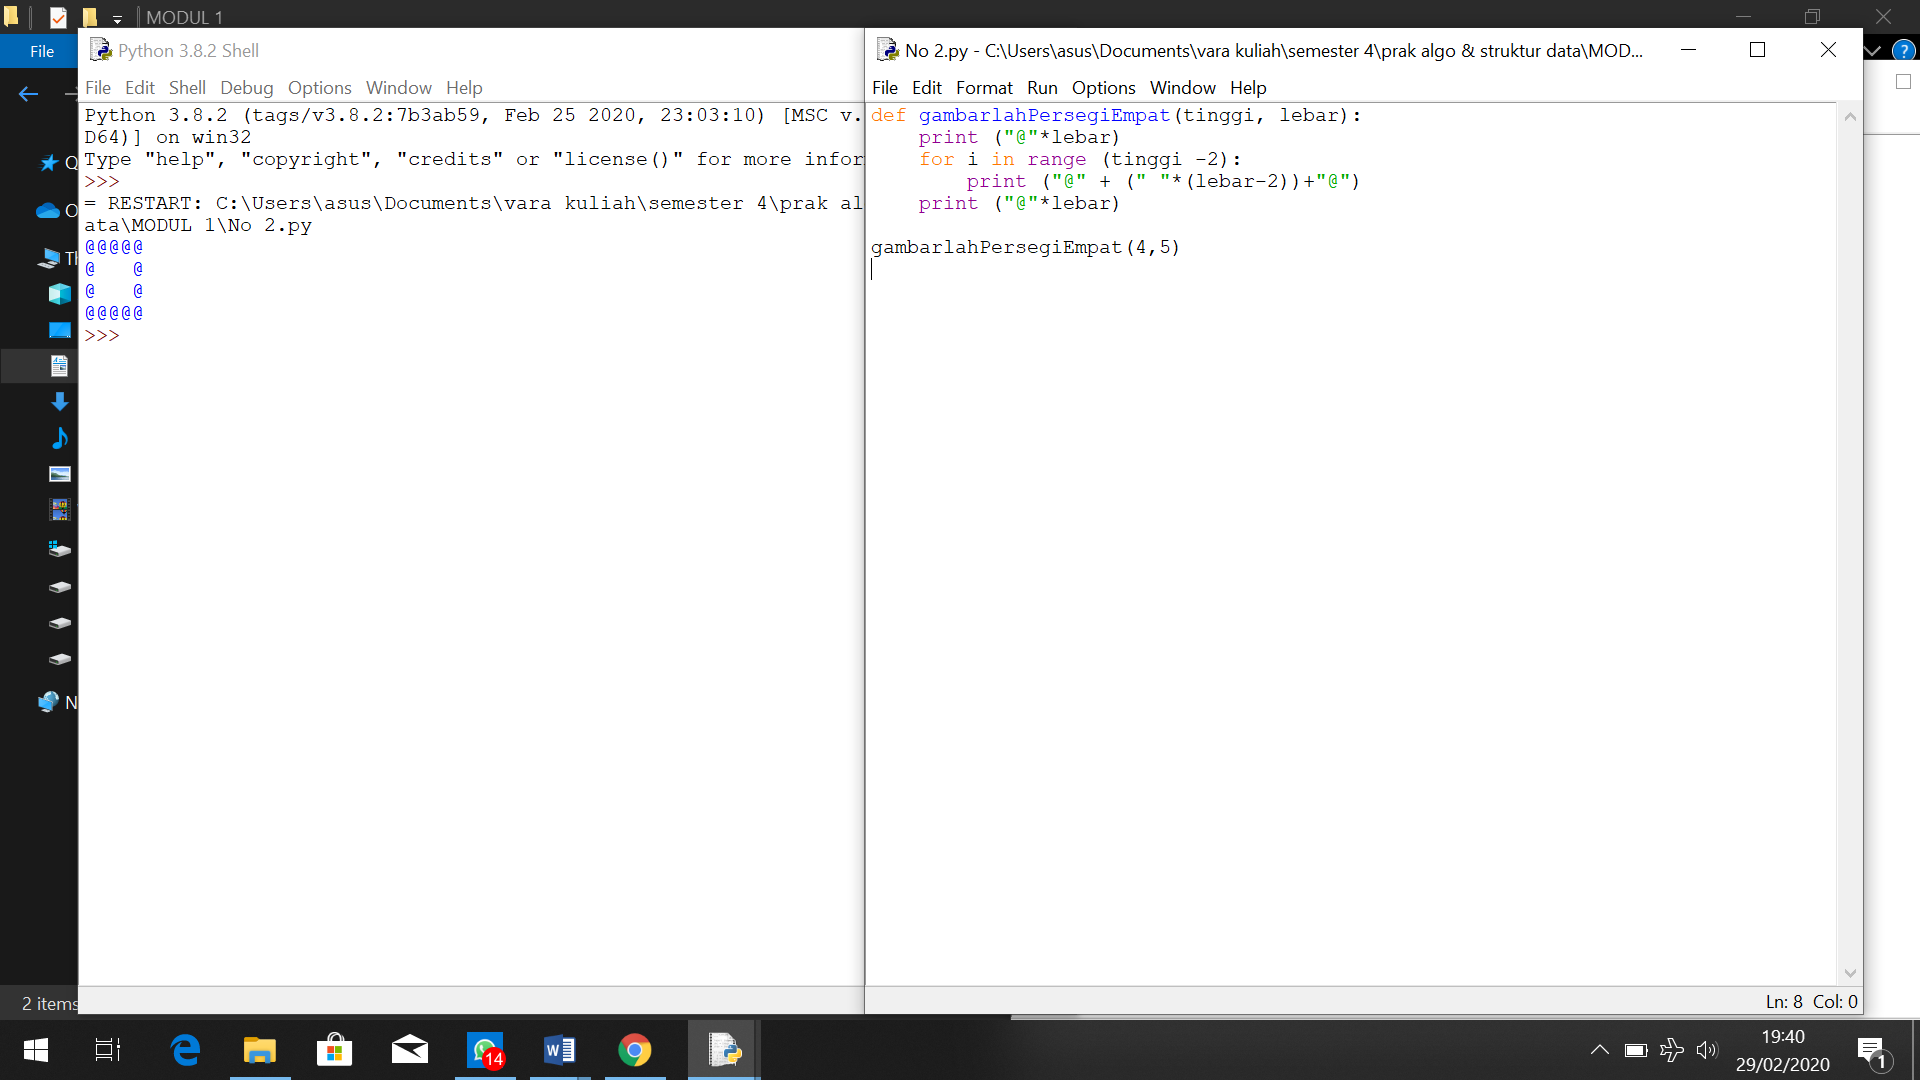 MODUL 1
File
Python 3.8.2 Shell
File Edit Shell Debug Options Window Help
Python 3.8.2 (tags/v3.8.2:7b3ab59, Feb 25 2020, 23:03:10) [MSC v.
D64)] on win32
Type "help", "copyright", "credits" or "license()" for more infor
>>>
= RESTART: C:\Users\asus\Documents\vara kuliah\semester 4\prak al
ata\MODUL 1\No 2.py
@@@@@
@   @
@   @
@@@@@
>>>
No 2.py - C:\Users\asus\Documents\vara kuliah\semester 4\prak algo & struktur data\MOD...
File Edit Format Run Options Window Help
def gambarlahPersegiEmpat(tinggi, lebar):
    print ("@"*lebar)
    for i in range (tinggi -2):
        print ("@" + (" "*(lebar-2))+"@")
    print ("@"*lebar)
gambarlahPersegiEmpat(4,5)
Ln: 8 Col: 0
2 items
14
19:40
29/02/2020
1